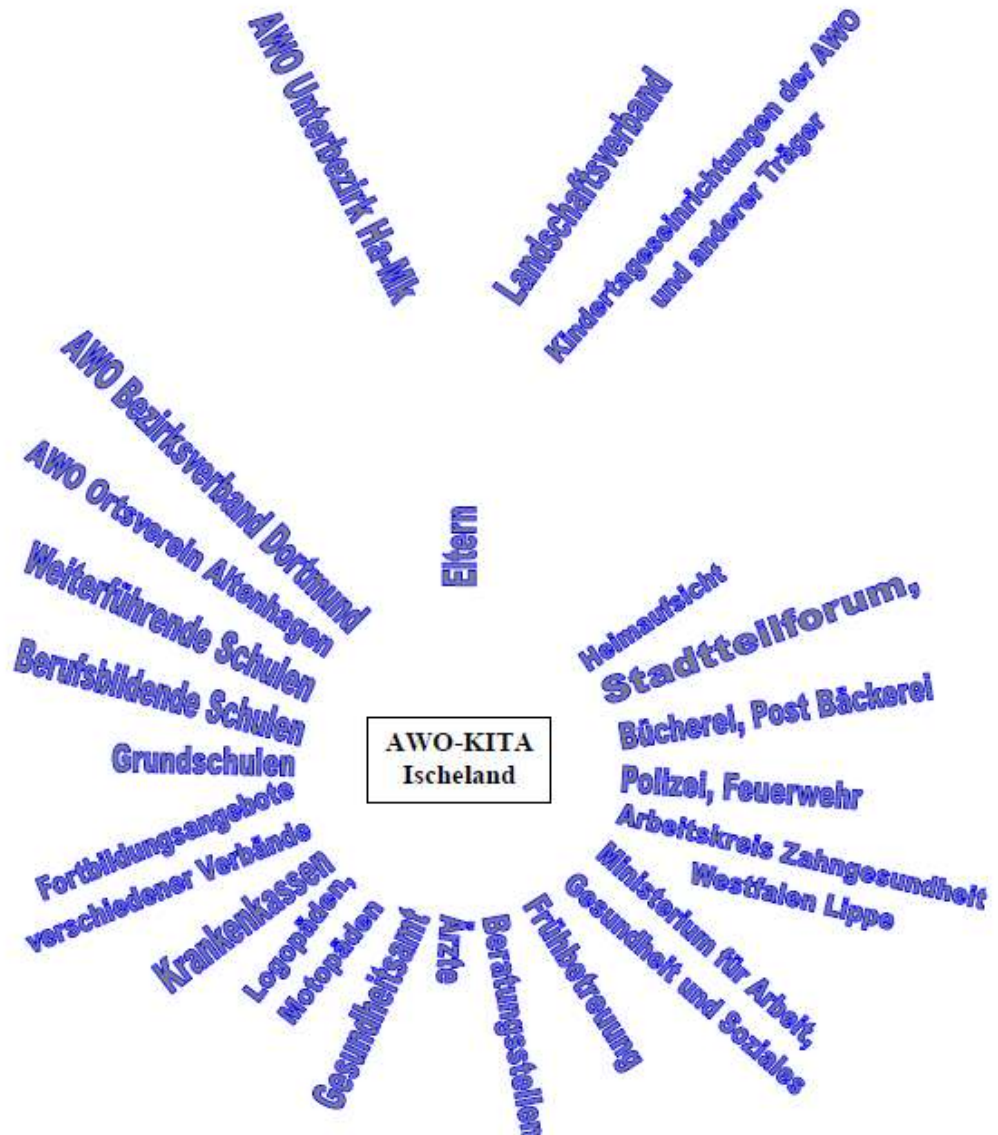 AWO Unterbezirk Ha-Mk
Landschaftsverband
Kindertageseinrichtungen der AWO
und anderer Träger
AWO Bezirksverband Dortmund
AWO Ortsverein Altenhagen
Weiterführende Schulen
Berufsbildende Schulen
Grundschulen
Fortbildungsangebote
verschiedener Verbände
Krankenkassen
Logopäden,
Motopäden
Gesundheitsamt
Ärzte
Beratungsstellen
Frühbetreuung
Ministerium für Arbeit,
Gesundheit und Soziales
Arbeitskreis Zahngesundheit
Westfalen Lippe
Polizei, Feuerwehr
Bücherei, Post Bäckerei
Stadtteilforum,
Heimaufsicht
Eltern
AWO-KITA
Ischeland